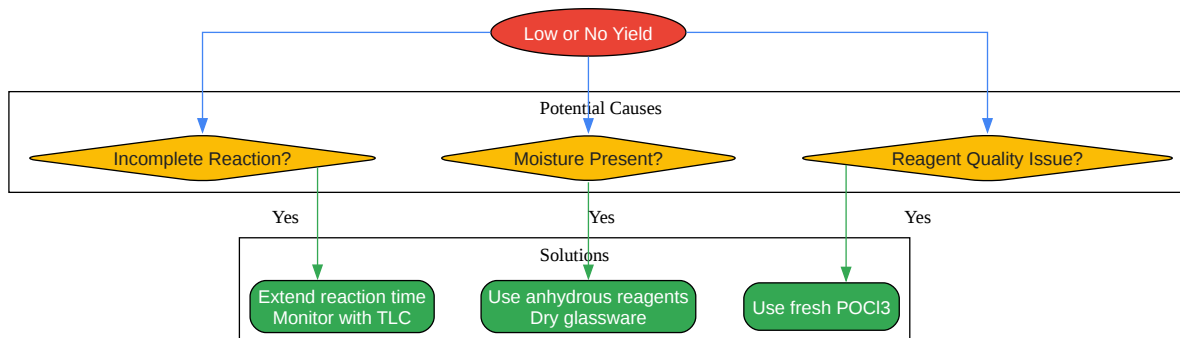 Low or No Yield
Potential Causes
Incomplete Reaction?
Moisture Present?
Reagent Quality Issue?
Yes
Yes
Yes
Solutions
Extend reaction time
Monitor with TLC
Use anhydrous reagents
Dry glassware
Use fresh POCl3